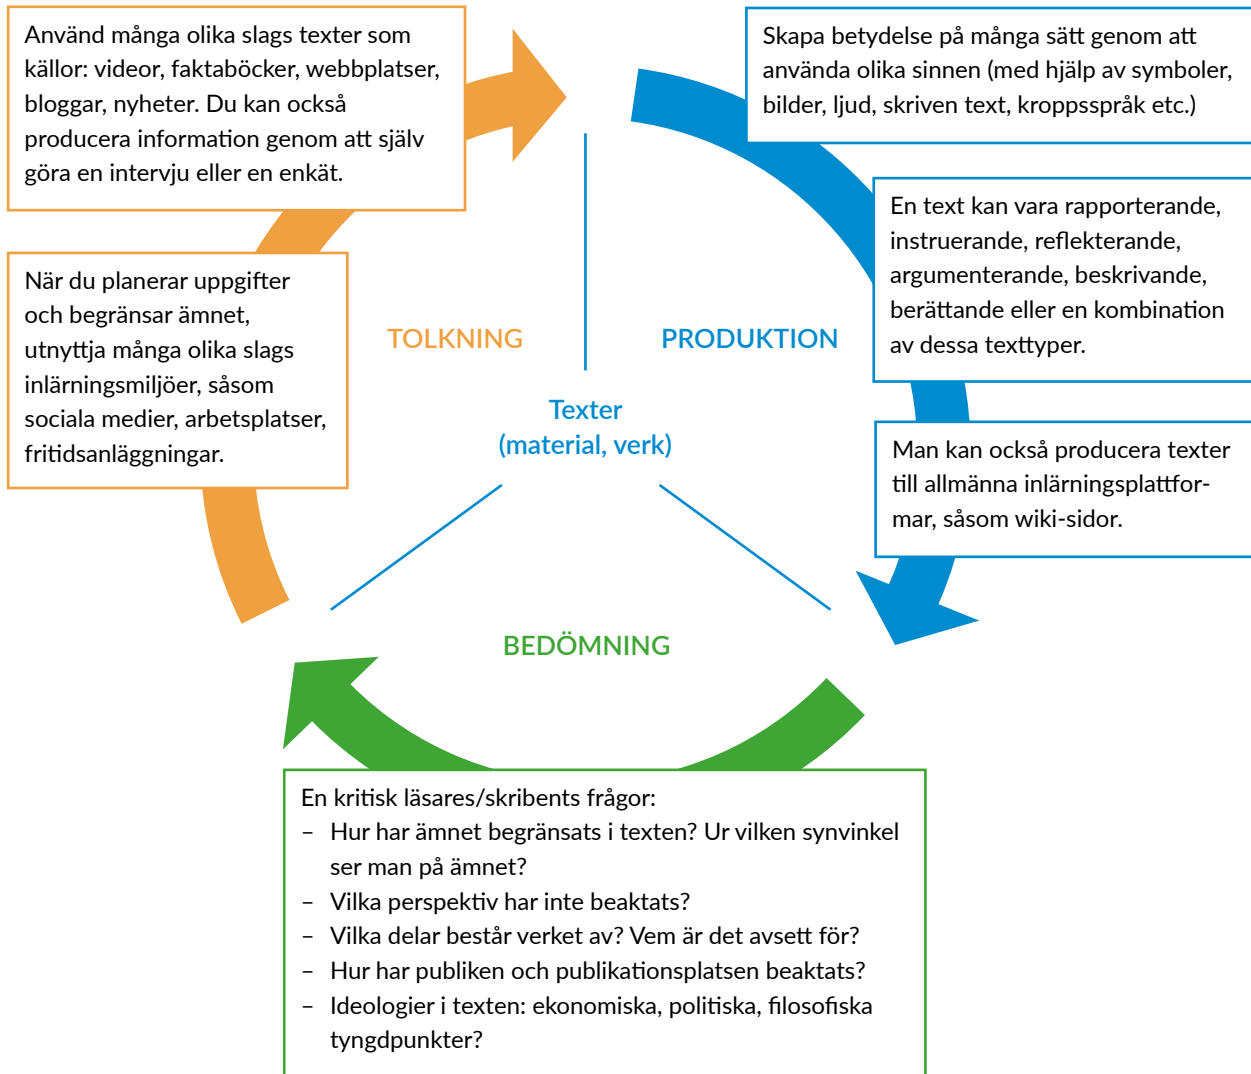 Använd många olika slags texter som
källor: videor, faktaböcker, webbplatser,
bloggar, nyheter. Du kan också
producera information genom att själv
göra en intervju eller en enkät.
Skapa betydelse på många sätt genom att
använda olika sinnen (med hjälp av symboler,
bilder, ljud, skriven text, kroppsspråk etc.)
En text kan vara rapporterande,
instruerande, reflekterande,
argumenterande, beskrivande,
berättande eller en kombination
av dessa texttyper.
När du planerar uppgifter
och begränsar ämnet,
utnyttja många olika slags
inlärningsmiljöer, såsom
sociala medier, arbetsplatser,
fritidsanläggningar.
TOLKNING
PRODUKTION
Texter
(material, verk)
Man kan också producera texter
till allmänna inlärningsplattfor-
mar, såsom wiki-sidor.
BEDÖMNING
En kritisk läsares/skribents frågor:
– Hur har ämnet begränsats i texten? Ur vilken synvinkel
ser man på ämnet?
– Vilka perspektiv har inte beaktats?
– Vilka delar består verket av? Vem är det avsett för?
– Hur har publiken och publikationsplatsen beaktats?
– Ideologier i texten: ekonomiska, politiska, filosofiska
tyngdpunkter?